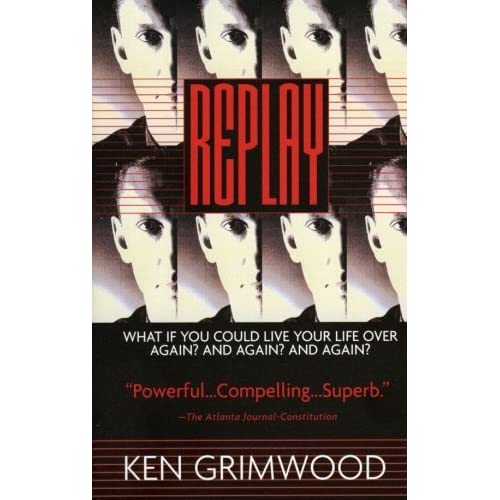 REPLAY
WHAT IF YOU COULD LIVE YOUR LIFE OVER
AGAIN? AND AGAIN? AND AGAIN?
“Powerful...Compelling...Superb.”
—The Atlanta Journal-Constitution
KEN GRIMWOOD